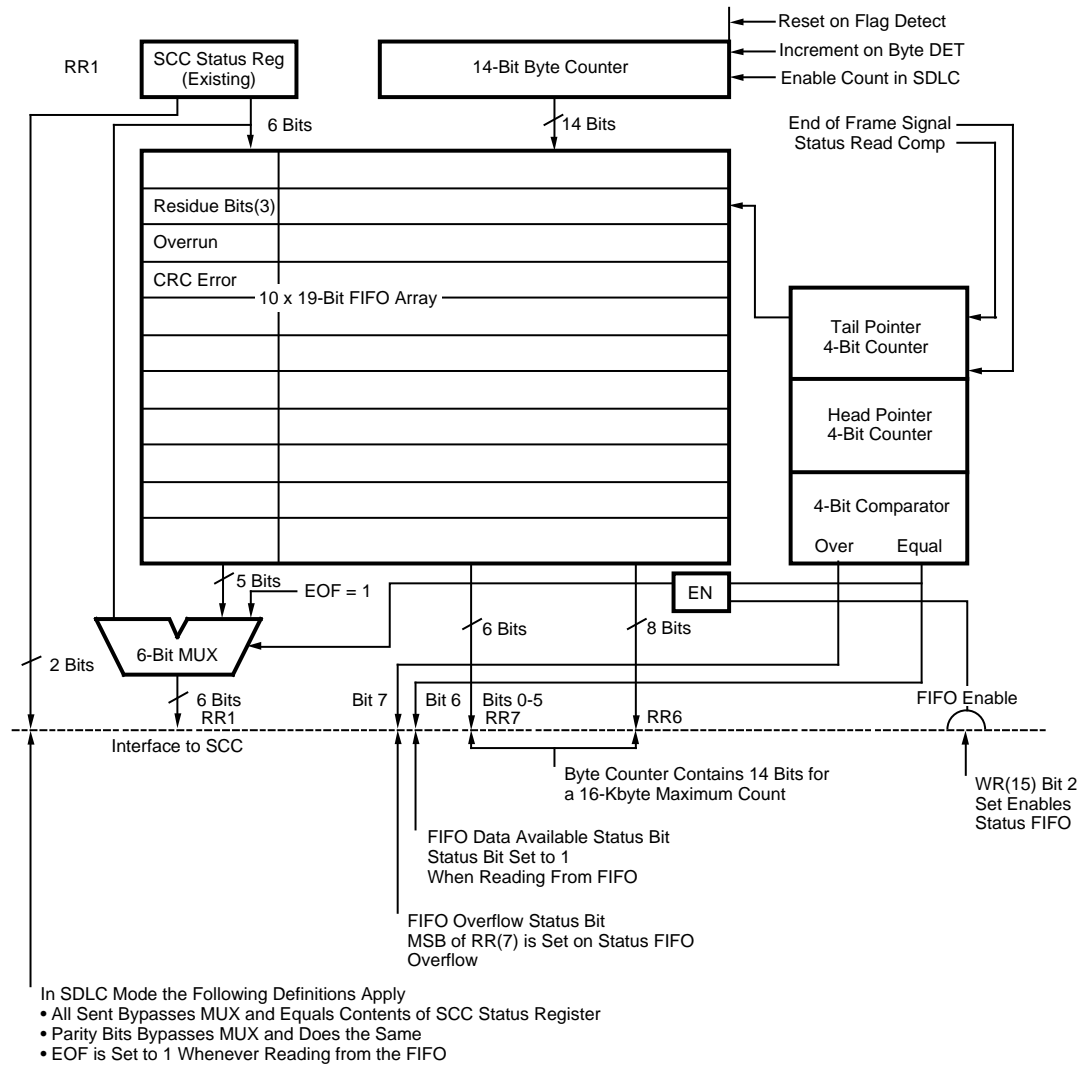 Reset on Flag Detect
RR1
SCC Status Reg
(Existing)
14-Bit Byte Counter
Increment on Byte DET
Enable Count in SDLC
6 Bits
14 Bits
End of Frame Signal
Status Read Comp
Residue Bits(3)
Overrun
CRC Error
10 x 19-Bit FIFO Array
Tail Pointer
4-Bit Counter
Head Pointer
4-Bit Counter
4-Bit Comparator
Over Equal
5 Bits
EOF = 1
EN
6-Bit MUX
6 Bits
8 Bits
2 Bits
6 Bits
RR1
Bit 7
Bit 6
Bits 0-5
RR7
RR6
FIFO Enable
Interface to SCC
Byte Counter Contains 14 Bits for
a 16-Kbyte Maximum Count
WR(15) Bit 2
Set Enables
Status FIFO
FIFO Data Available Status Bit
Status Bit Set to 1
When Reading From FIFO
FIFO Overflow Status Bit
MSB of RR(7) is Set on Status FIFO
Overflow
In SDLC Mode the Following Definitions Apply
• All Sent Bypasses MUX and Equals Contents of SCC Status Register
• Parity Bits Bypasses MUX and Does the Same
• EOF is Set to 1 Whenever Reading from the FIFO